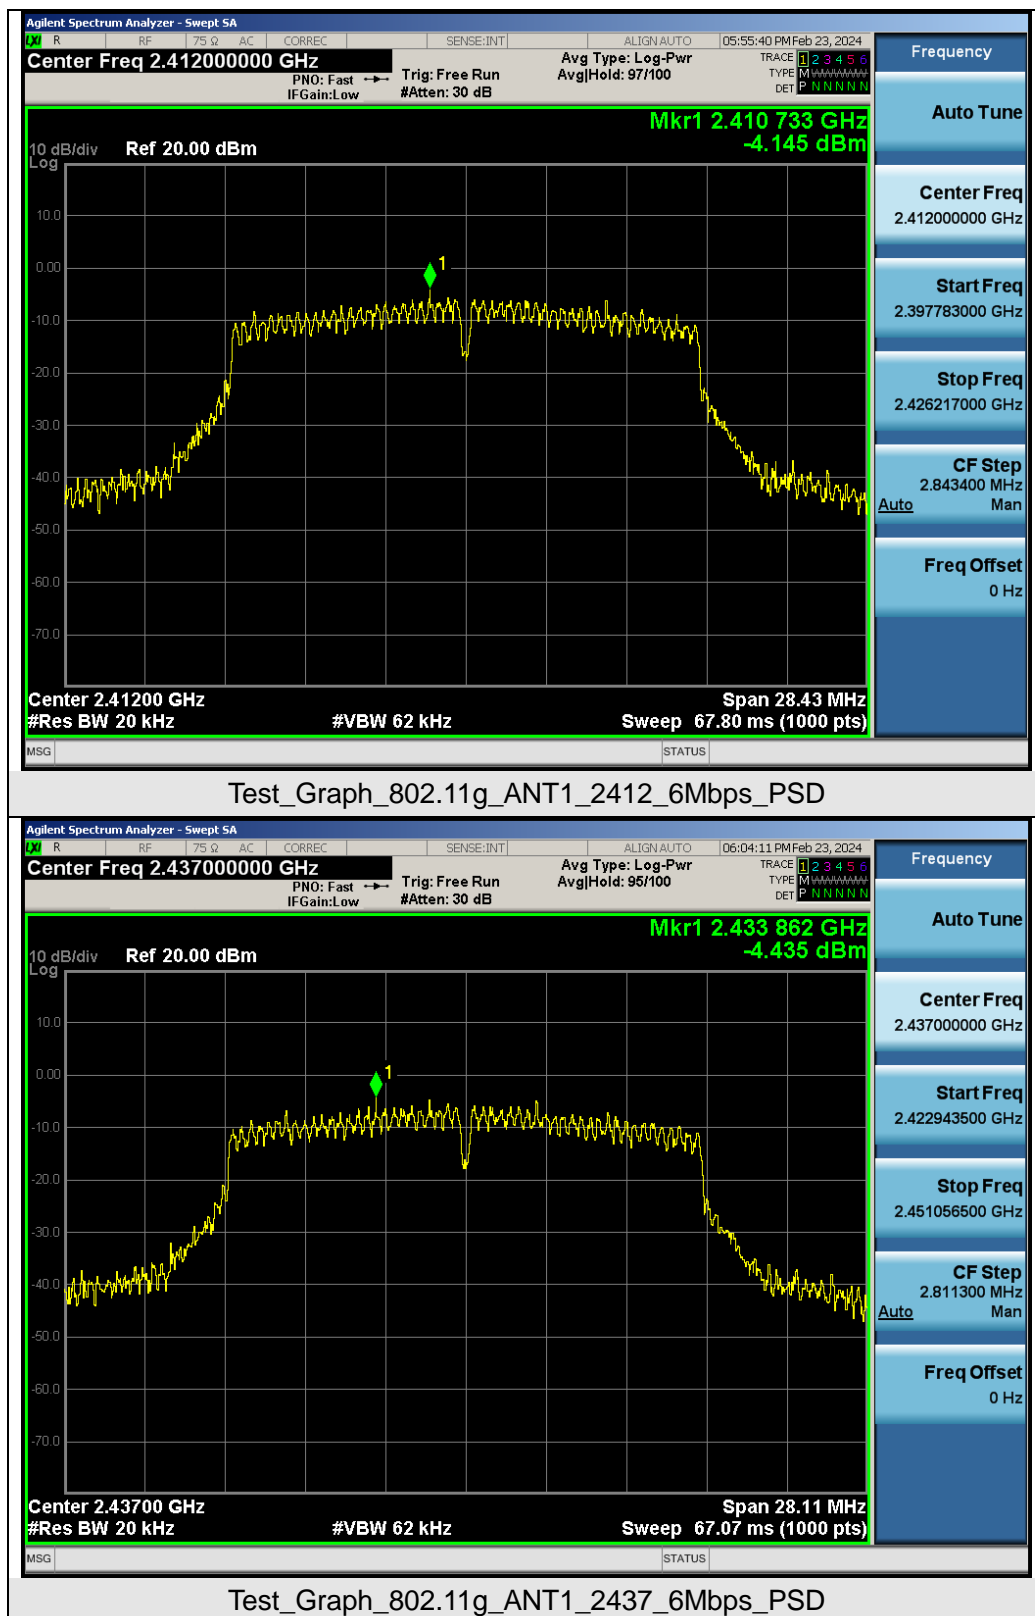 Agilent Spectrum Analyzer - Swept SA
LXI R RF 75 Ω AC CORREC SENSE:INT ALIGN AUTO 05:55:40 PM Feb 23, 2024
Center Freq 2.412000000 GHz
PNO: Fast
IFGain:Low
Trig: Free Run
#Atten: 30 dB
Avg Type: Log-Pwr
Avg|Hold: 97/100
TRACE 1 2 3 4 5 6
TYPE M WWWWW
DET P N N N N N
Frequency
Mkr1 2.410 733 GHz
-4.145 dBm
10 dB/div
Log
Ref 20.00 dBm
1
10.0
0.00
-10.0
-20.0
-30.0
-40.0
-50.0
-60.0
-70.0
Center 2.41200 GHz
Span 28.43 MHz
#Res BW 20 kHz
#VBW 62 kHz
Sweep 67.80 ms (1000 pts)
Auto Tune
Center Freq
2.412000000 GHz
Start Freq
2.397783000 GHz
Stop Freq
2.426217000 GHz
CF Step
2.843400 MHz
Auto Man
Freq Offset
0 Hz
MSG STATUS
Test_Graph_802.11g_ANT1_2412_6Mbps_PSD
Agilent Spectrum Analyzer - Swept SA
LXI R RF 75 Ω AC CORREC SENSE:INT ALIGN AUTO 06:04:11 PM Feb 23, 2024
Center Freq 2.437000000 GHz
PNO: Fast
IFGain:Low
Trig: Free Run
#Atten: 30 dB
Avg Type: Log-Pwr
Avg|Hold: 95/100
TRACE 1 2 3 4 5 6
TYPE M WWWWW
DET P N N N N N
Frequency
Mkr1 2.433 862 GHz
-4.435 dBm
10 dB/div
Log
Ref 20.00 dBm
1
10.0
0.00
-10.0
-20.0
-30.0
-40.0
-50.0
-60.0
-70.0
Center 2.43700 GHz
Span 28.11 MHz
#Res BW 20 kHz
#VBW 62 kHz
Sweep 67.07 ms (1000 pts)
Auto Tune
Center Freq
2.437000000 GHz
Start Freq
2.422943500 GHz
Stop Freq
2.451056500 GHz
CF Step
2.811300 MHz
Auto Man
Freq Offset
0 Hz
MSG STATUS
Test_Graph_802.11g_ANT1_2437_6Mbps_PSD